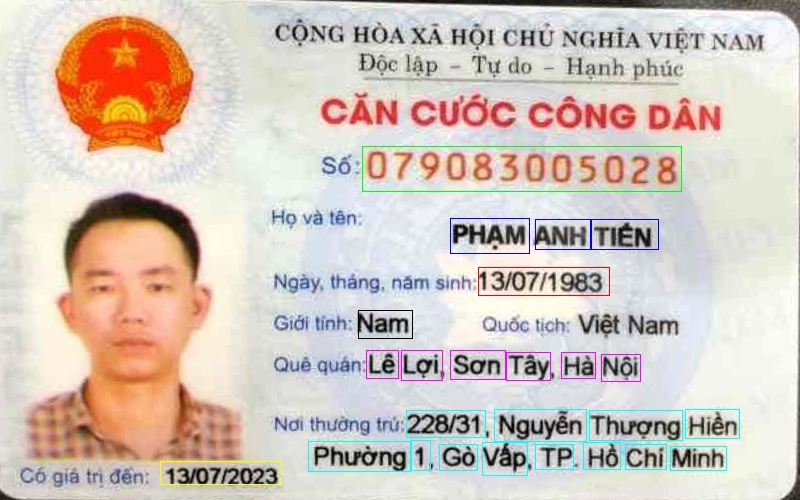 CỘNG HÒA XÃ HỘI CHỦ NGHĨA VIỆT NAM
Độc lập – Tự do – Hạnh phúc
CĂN CƯỚC CÔNG DÂN
Số: 079083005028
Họ và tên:
PHẠM ANH TIẾN
Ngày, tháng, năm sinh: 13/07/1983
Giới tính: Nam Quốc tịch: Việt Nam
Quê quán: Lê Lợi, Sơn Tây, Hà Nội
Nơi thường trú: 228/31, Nguyễn Thượng Hiền
Phường 1, Gò Vấp, TP. Hồ Chí Minh
Có giá trị đến: 13/07/2023